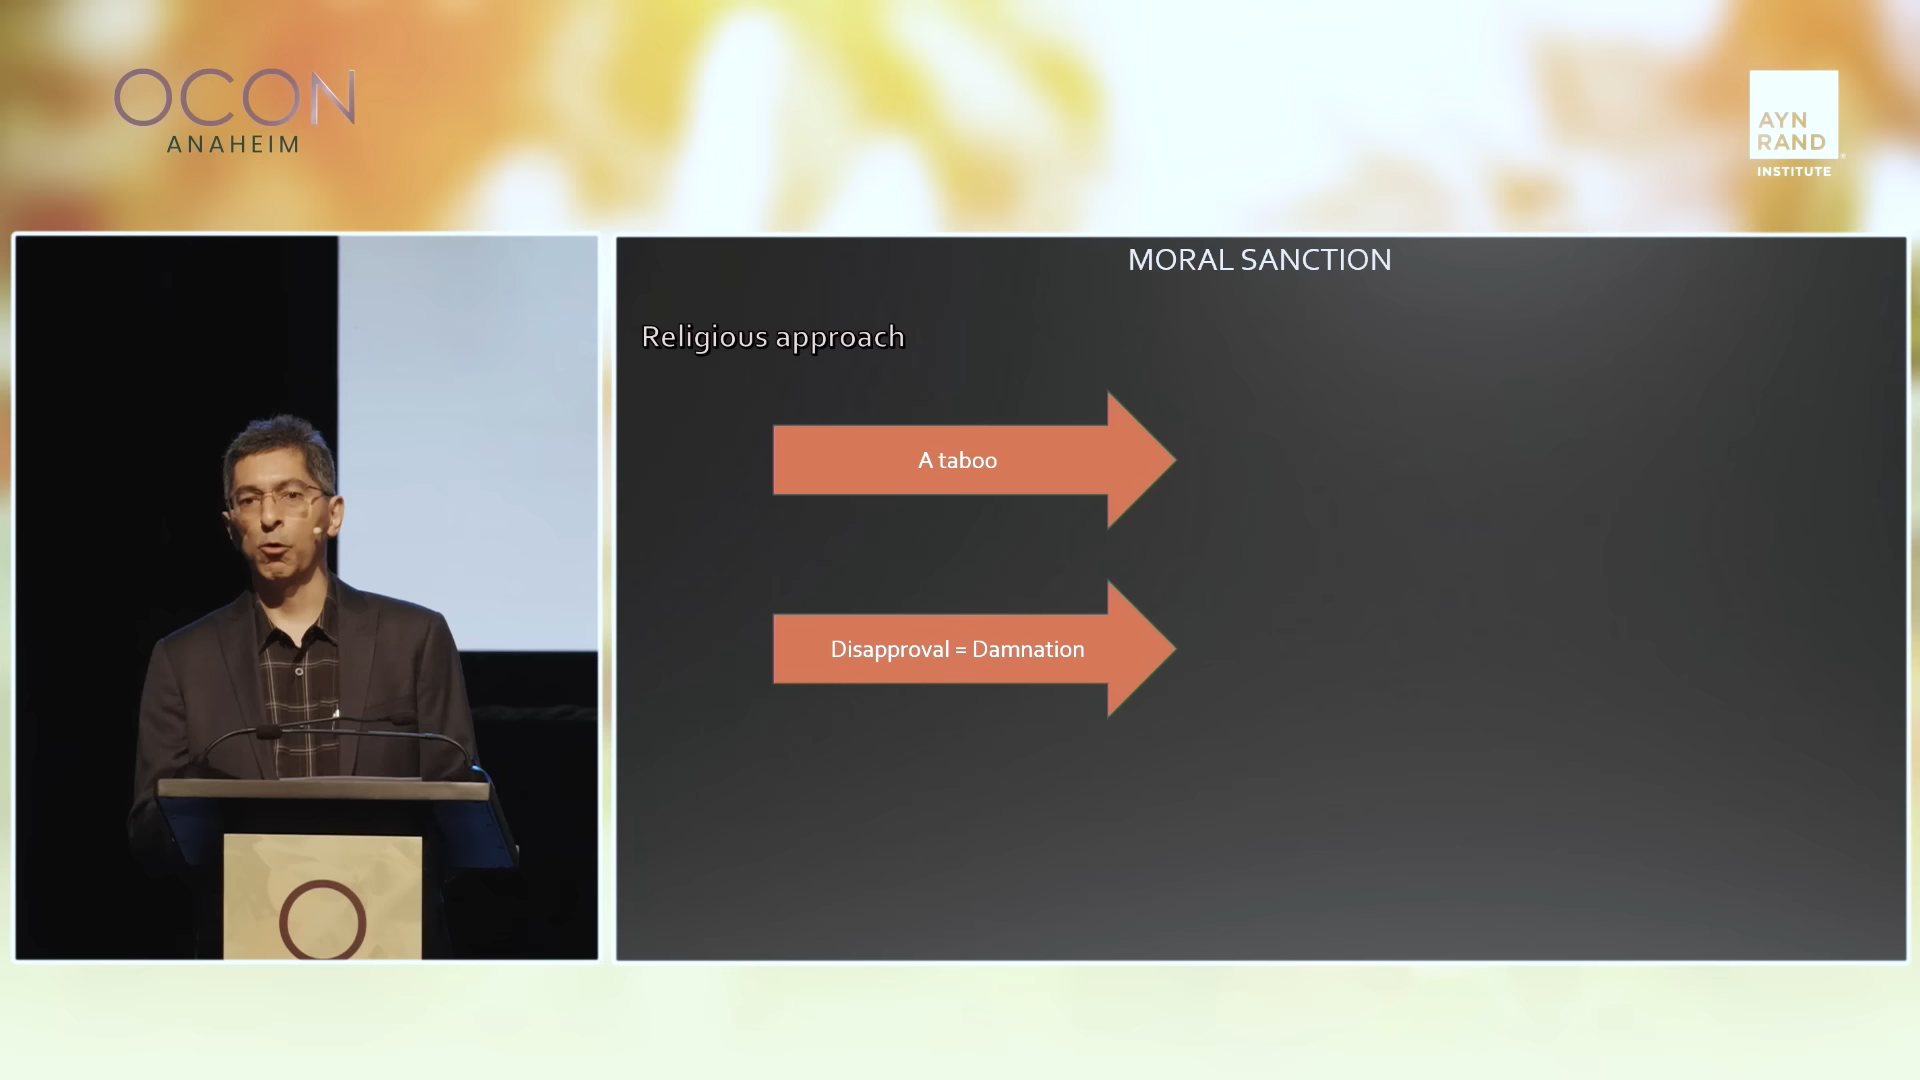 OCON
ANAHEIM
AYN
RAND
INSTITUTE
MORAL SANCTION
Religious approach
A taboo
Disapproval = Damnation